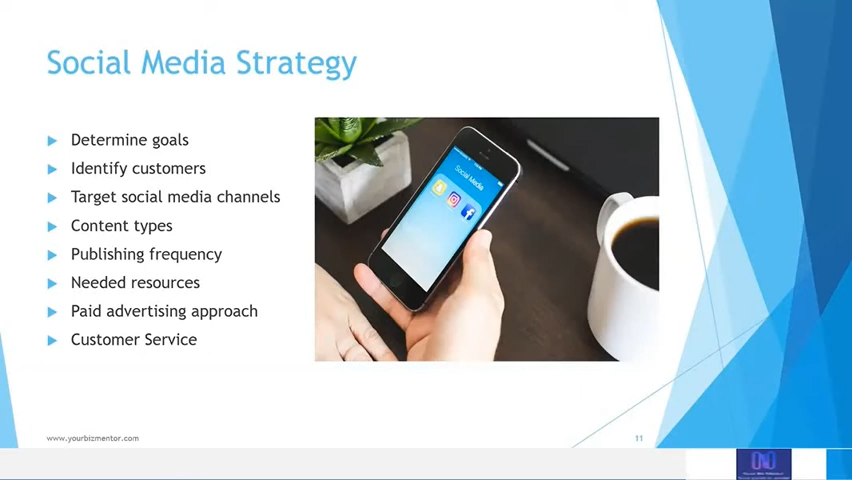 Social Media Strategy
Determine goals
Identify customers
Target social media channels
Content types
Publishing frequency
Needed resources
Paid advertising approach
Customer Service
Social Media
www.yourbizmentor.com
11